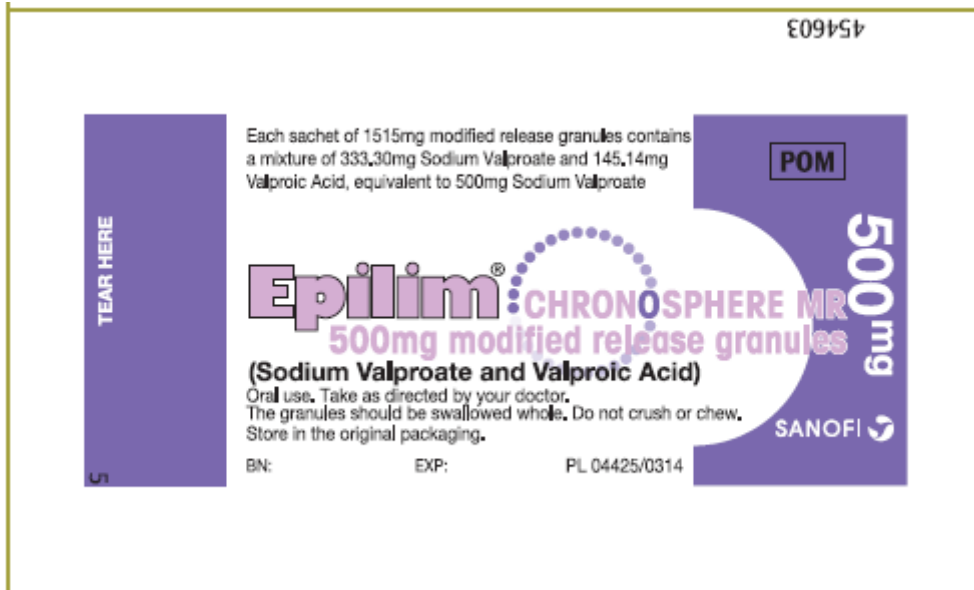 454603
Each sachet of 1515mg modified release granules contains
a mixture of 333.30mg Sodium Valproate and 145.14mg
Valproic Acid, equivalent to 500mg Sodium Valproate
POM
TEAR HERE
Epilim®
CHRONOSPHERE MR
500mg modified release granules
500mg
(Sodium Valproate and Valproic Acid)
Oral use. Take as directed by your doctor.
The granules should be swallowed whole. Do not crush or chew.
Store in the original packaging.
SANOFI
BN: EXP: PL 04425/0314
5